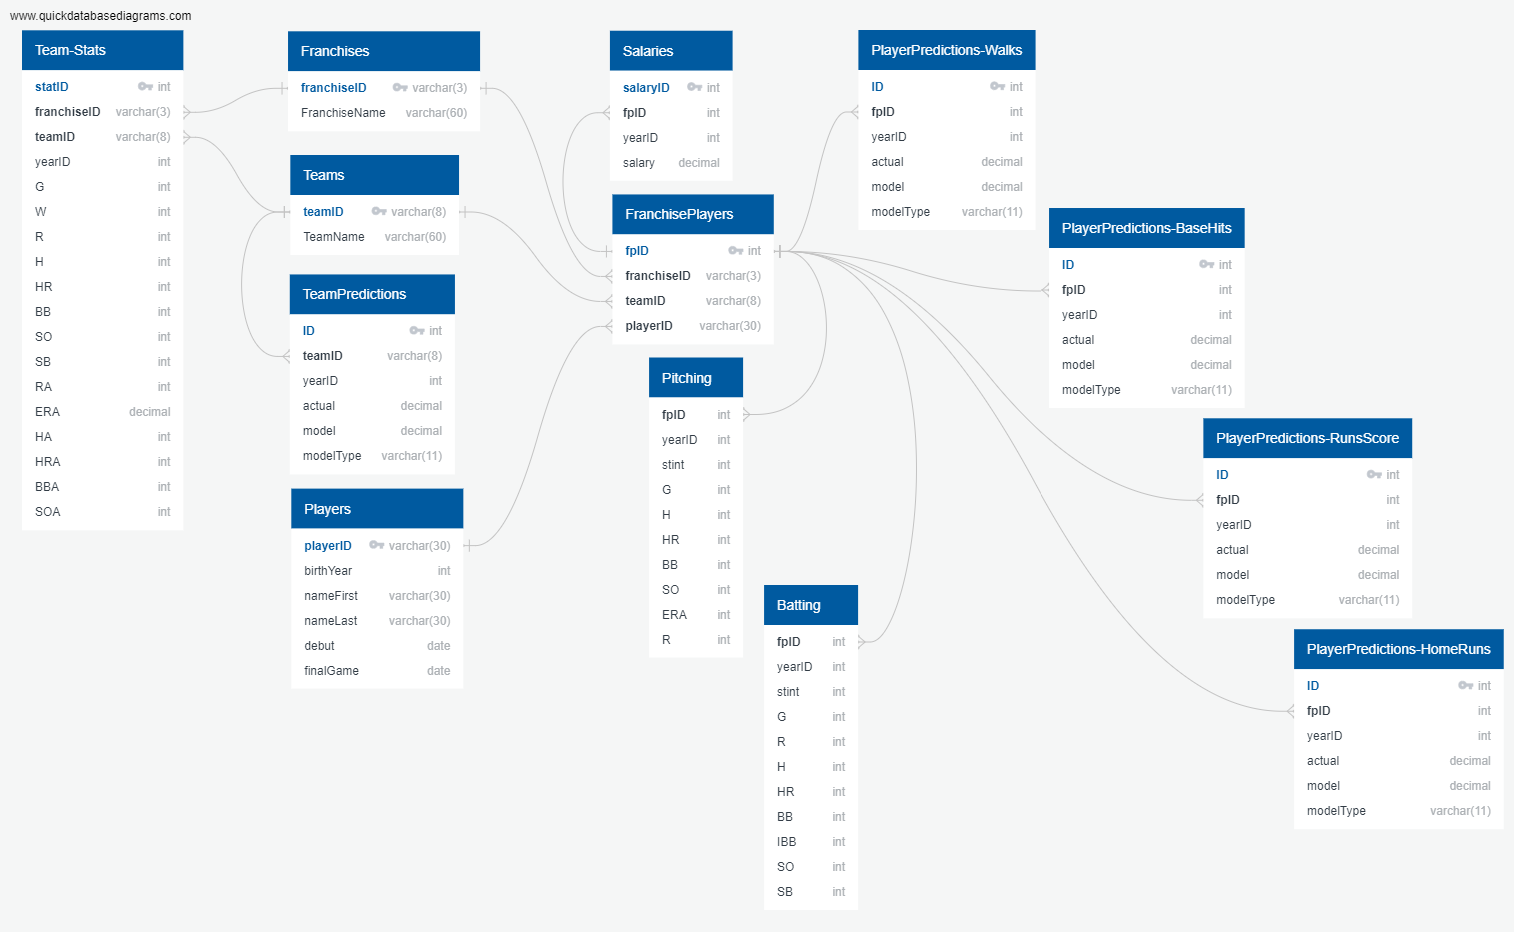 www.quickdatabasediagrams.com
Team-Stats
statID int
franchiseID varchar(3)
teamID varchar(8)
yearID int
G int
W int
R int
H int
HR int
BB int
SO int
SB int
RA int
ERA decimal
HA int
HRA int
BBA int
SOA int
Franchises
franchiseID varchar(3)
FranchiseName varchar(60)
Teams
teamID varchar(8)
TeamName varchar(60)
TeamPredictions
ID int
teamID varchar(8)
yearID int
actual decimal
model decimal
modelType varchar(11)
Players
playerID varchar(30)
birthYear int
nameFirst varchar(30)
nameLast varchar(30)
debut date
finalGame date
Salaries
salaryID int
fpID int
yearID int
salary decimal
FranchisePlayers
fpID int
franchiseID varchar(3)
teamID varchar(8)
playerID varchar(30)
Pitching
fpID int
yearID int
stint int
G int
H int
HR int
BB int
SO int
ERA int
R int
Batting
fpID int
yearID int
stint int
G int
R int
H int
HR int
BB int
IBB int
SO int
SB int
PlayerPredictions-Walks
ID int
fpID int
yearID int
actual decimal
model decimal
modelType varchar(11)
PlayerPredictions-BaseHits
ID int
fpID int
yearID int
actual decimal
model decimal
modelType varchar(11)
PlayerPredictions-RunsScore
ID int
fpID int
yearID int
actual decimal
model decimal
modelType varchar(11)
PlayerPredictions-HomeRuns
ID int
fpID int
yearID int
actual decimal
model decimal
modelType varchar(11)